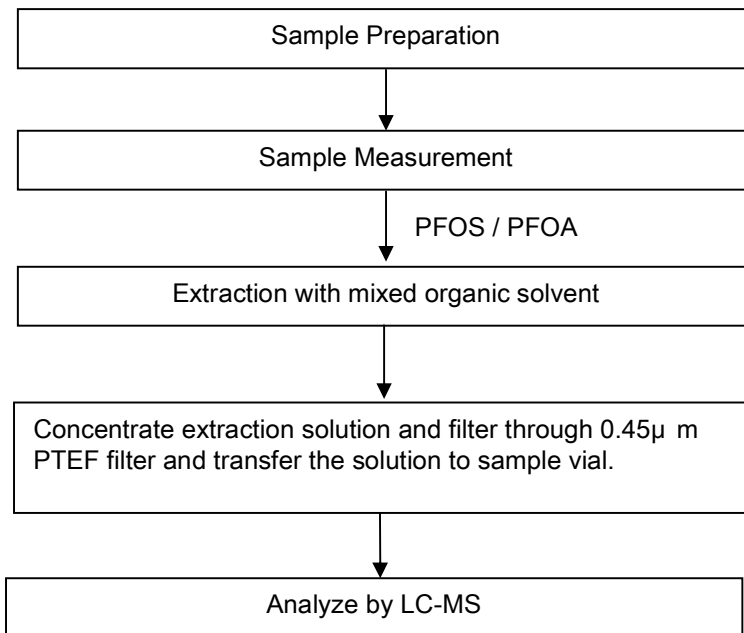 Sample Preparation
Sample Measurement
PFOS / PFOA
Extraction with mixed organic solvent
Concentrate extraction solution and filter through 0.45µ m
PTEF filter and transfer the solution to sample vial.
Analyze by LC-MS